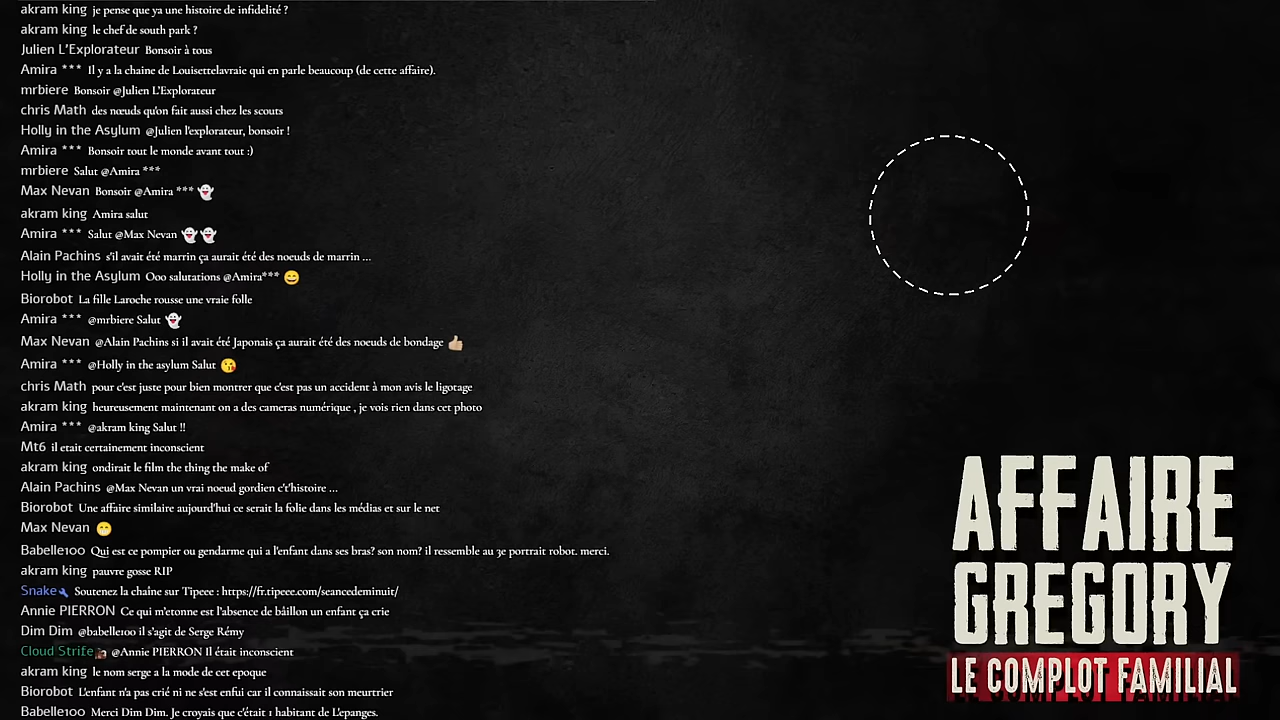 akram king je pense que ya une histoire de infidelité ?
akram king le chef de south park ?
Julien L'Explorateur Bonsoir à tous
Amira *** Il y a la chaine de Louisettelavraie qui en parle beaucoup (de cette affaire).
mrbiere Bonsoir @Julien L'Explorateur
chris Math des nœuds qu'on fait aussi chez les scouts
Holly in the Asylum @Julien l'explorateur, bonsoir !
Amira *** Bonsoir tout le monde avant tout :)
mrbiere Salut @Amira ***
Max Nevan Bonsoir @Amira *** 👻
akram king Amira salut
Amira *** Salut @Max Nevan 👻👻
Alain Pachins s'il avait été marrin ça aurait été des noeuds de marrin ...
Holly in the Asylum Ooo salutations @Amira*** 😄
Biorobot La fille Laroche rousse une vraie folle
Amira *** @mrbiere Salut 👻
Max Nevan @Alain Pachins si il avait été Japonais ça aurait été des noeuds de bondage 👍🏼
Amira *** @Holly in the asylum Salut 😘
chris Math pour c'est juste pour bien montrer que c'est pas un accident à mon avis le ligotage
akram king heureusement maintenant on a des cameras numérique , je vois rien dans cet photo
Amira *** @akram king Salut !!
Mt6 il etait certainement inconscient
akram king ondirait le film the thing the make of
Alain Pachins @Max Nevan un vrai noeud gordien c't'histoire ...
Biorobot Une affaire similaire aujourd'hui ce serait la folie dans les médias et sur le net
Max Nevan 😁
Babelle100 Qui est ce pompier ou gendarme qui a l'enfant dans ses bras? son nom? il ressemble au 3e portrait robot. merci.
akram king pauvre gosse RIP
Snake🔧 Soutenez la chaîne sur Tipeee : https://fr.tipeee.com/seancedeminuit/
Annie PIERRON Ce qui m'etonne est l'absence de bâillon un enfant ça crie
Dim Dim @babelle100 il s'agit de Serge Rémy
Cloud Strife @Annie PIERRON Il était inconscient
akram king le nom serge a la mode de cet epoque
Biorobot L'enfant n'a pas crié ni ne s'est enfui car il connaissait son meurtrier
Babelle100 Merci Dim Dim. Je croyais que c'était 1 habitant de L'epanges.
AFFAIRE
GREGORY
LE COMPLOT FAMILIAL